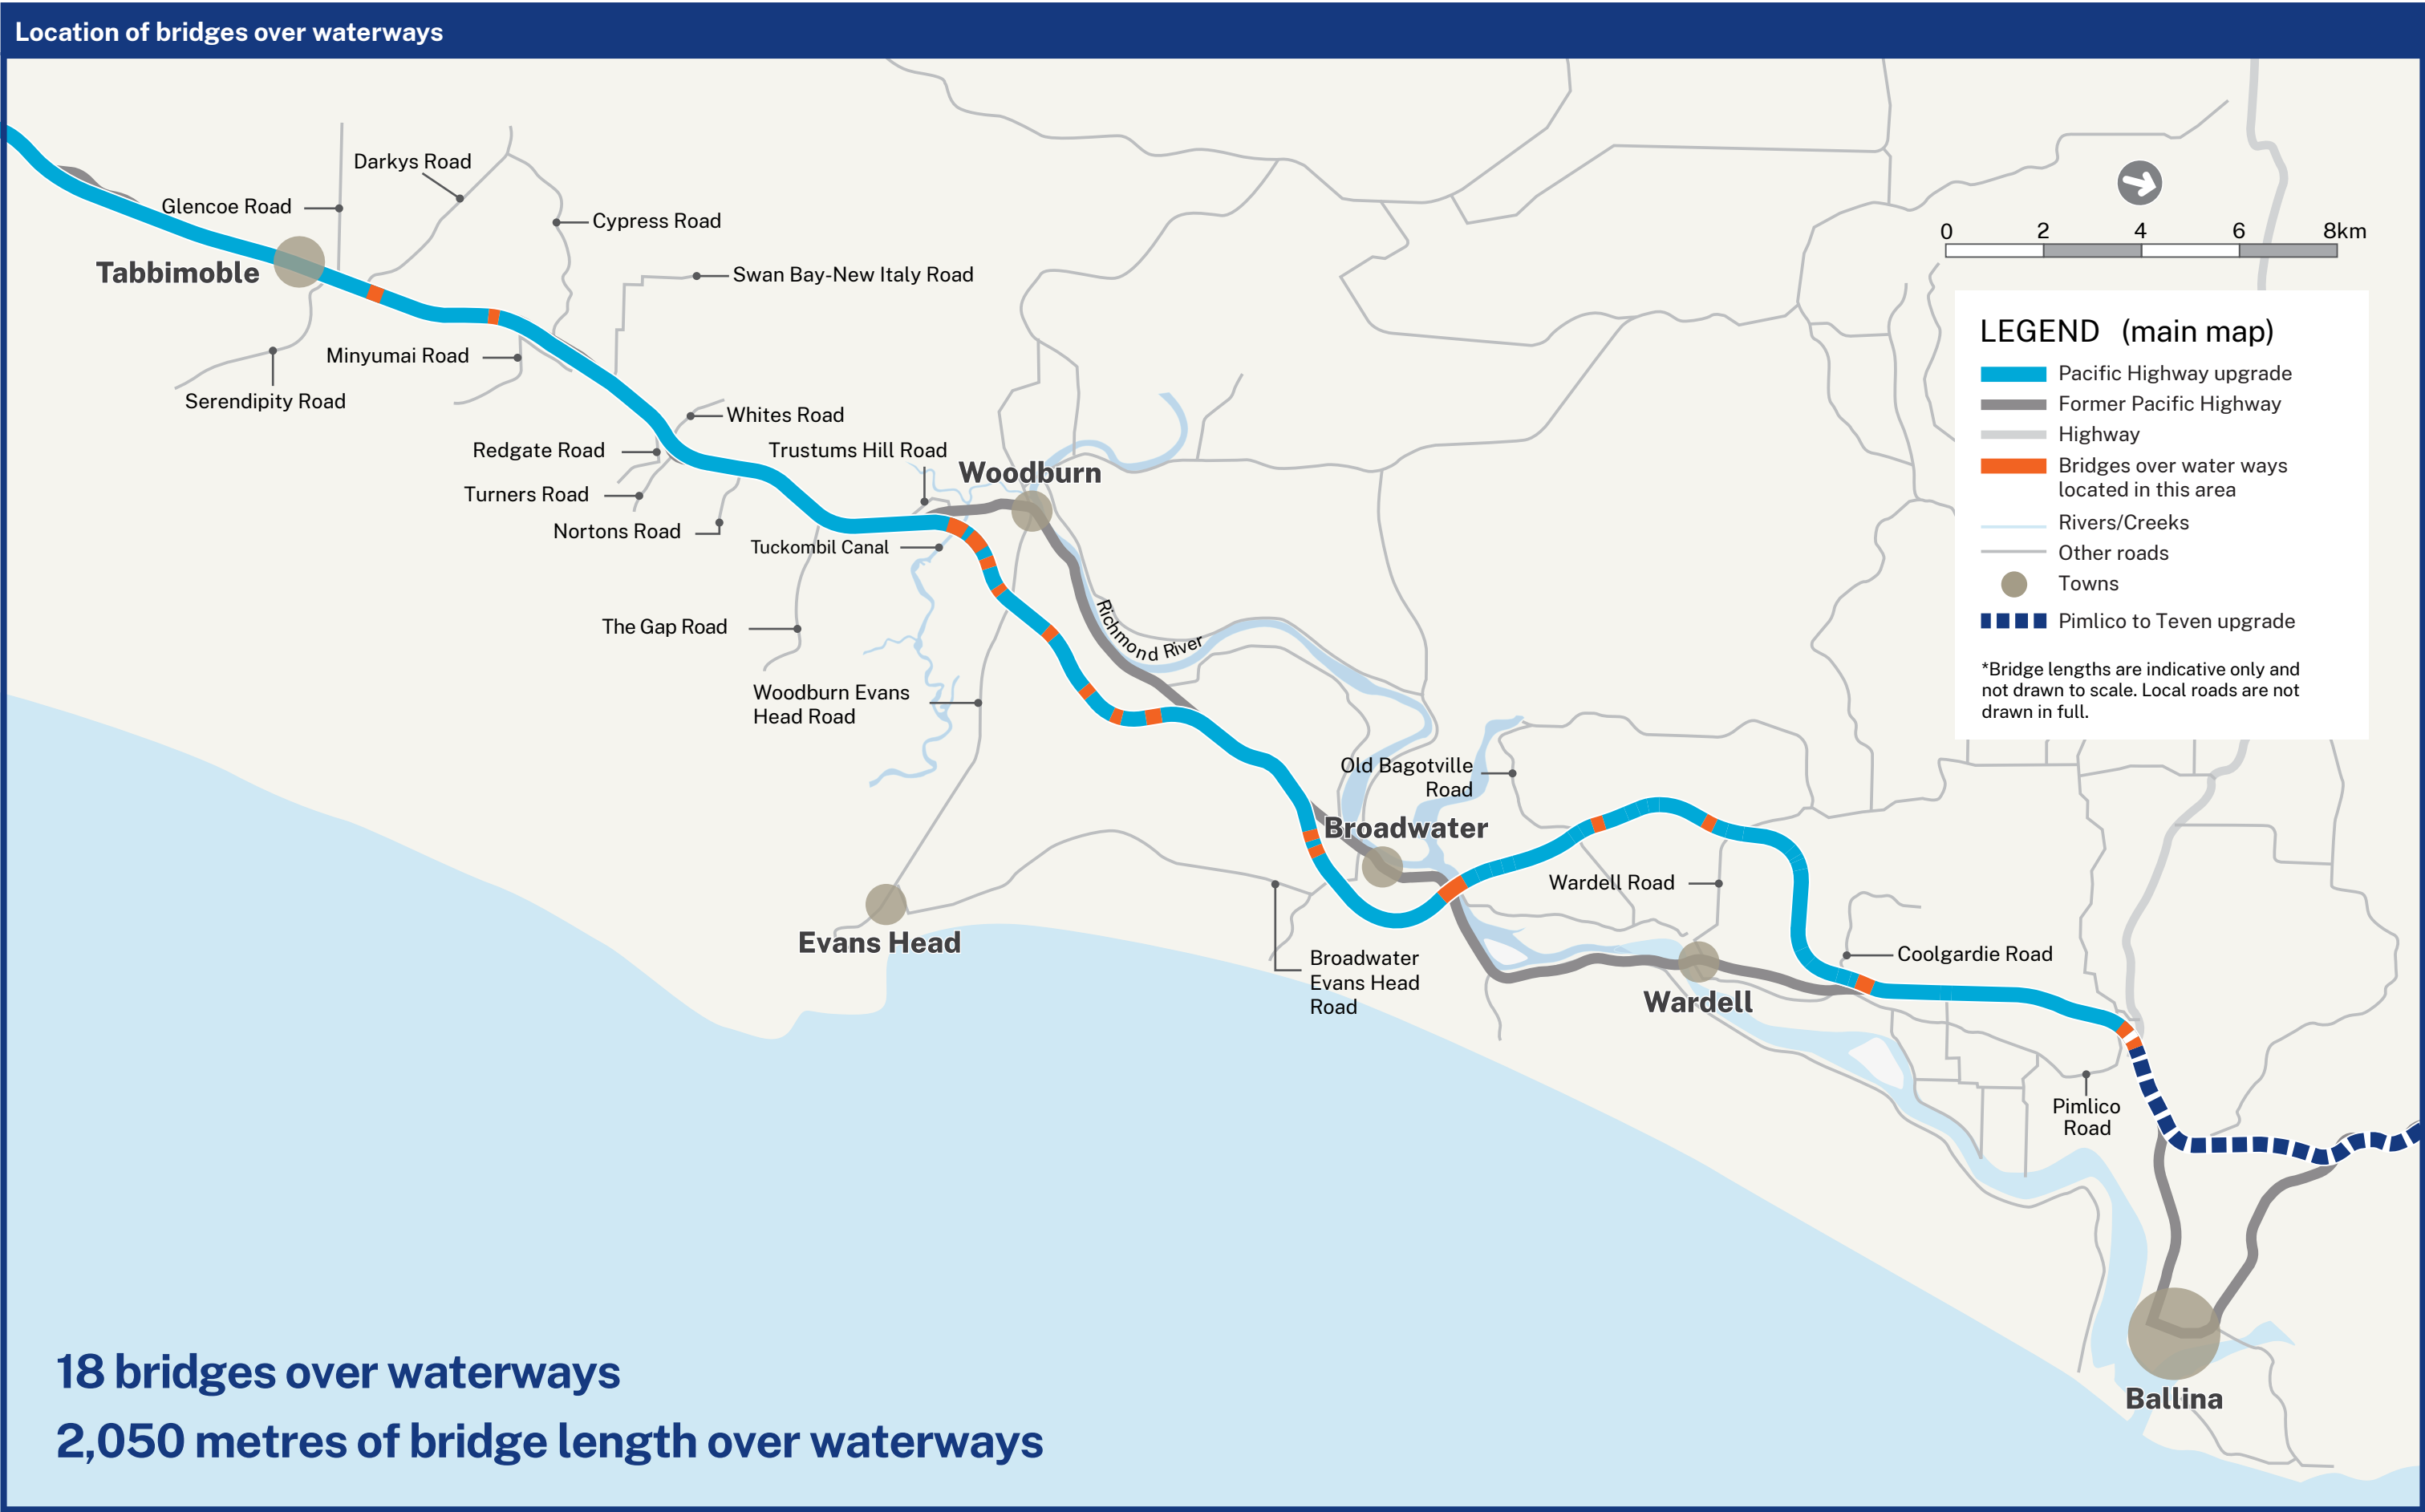 Location of bridges over waterways
Darkys Road
Glencoe Road
Cypress Road
Tabbimoble
Swan Bay-New Italy Road
Minyumai Road
Serendipity Road
Whites Road
Redgate Road
Trustums Hill Road
Woodburn
Turners Road
Nortons Road
Tuckombil Canal
The Gap Road
Richmond River
Woodburn Evans
Head Road
Old Bagotville
Road
Broadwater
Wardell Road
Evans Head
Broadwater
Evans Head
Road
Coolgardie Road
Wardell
Pimlico
Road
Ballina
0 2 4 6 8km
LEGEND (main map)
Pacific Highway upgrade
Former Pacific Highway
Highway
Bridges over water ways
located in this area
Rivers/Creeks
Other roads
Towns
Pimlico to Teven upgrade
*Bridge lengths are indicative only and
not drawn to scale. Local roads are not
drawn in full.
18 bridges over waterways
2,050 metres of bridge length over waterways